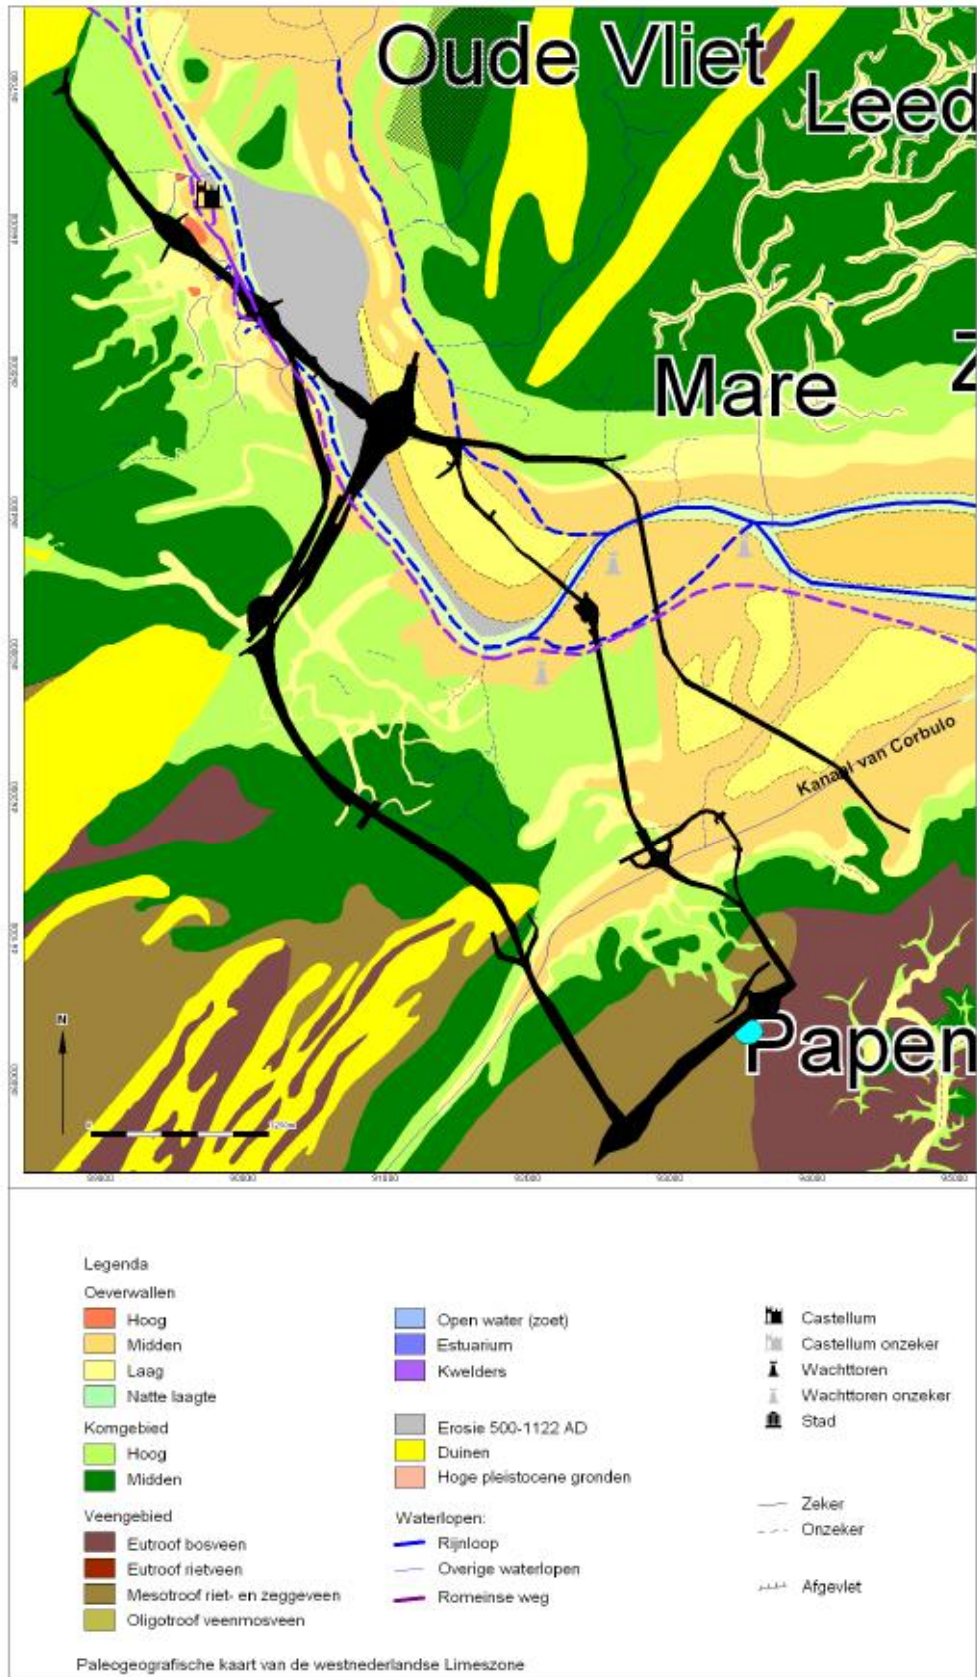 Oude Vliet
Leed
Mare
Z
Kanaal van Corbulo
Papen
N
0
Legenda
Oeverwallen
Hoog
Midden
Laag
Natte laagte
Komgebied
Hoog
Midden
Veengebied
Eutroof bosveen
Eutroof rietveen
Mesotroof riet- en zeggeveen
Oligotroof veenmosveen
Open water (zoet)
Estuarium
Kwelders
Erosie 500-1122 AD
Duinen
Hoge pleistocene gronden
Waterlopen:
Rijnloop
Overige waterlopen
Romeinse weg
Castellum
Castellum onzeker
Wachttoren
Wachttoren onzeker
Stad
Zeker
Onzeker
Afgevlet
Paleogeografische kaart van de westnederlandse Limeszone